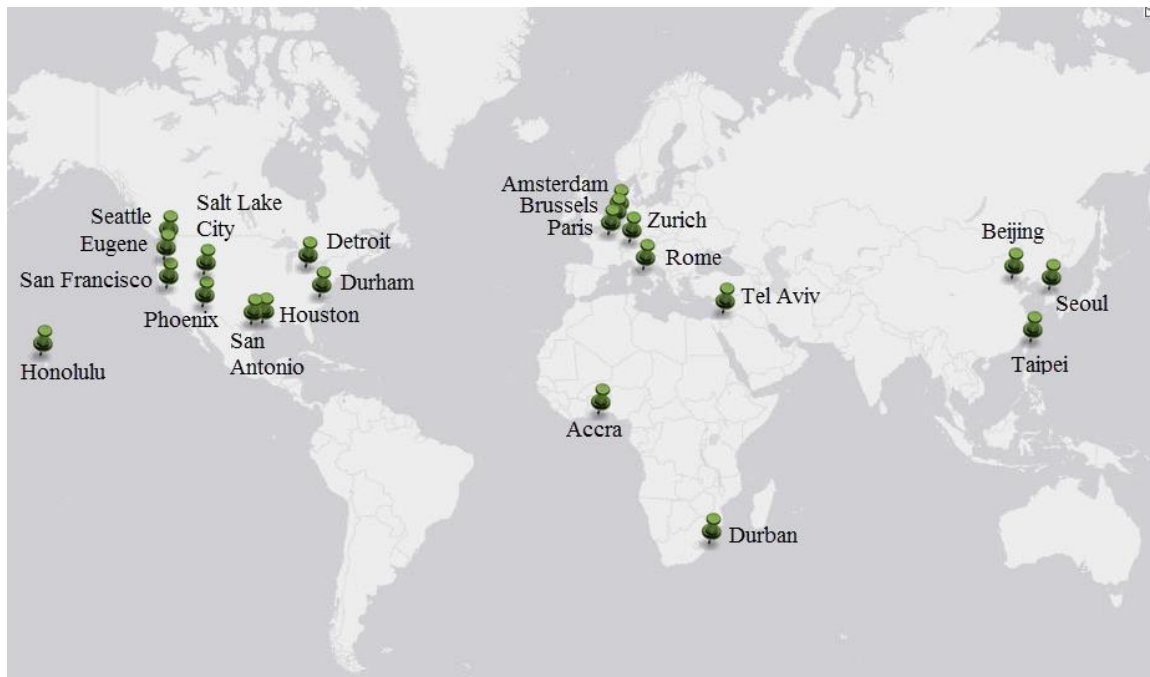 Amsterdam
Brussels
Paris
Zurich
Rome
Seattle
Eugene
San Francisco
Salt Lake
City
Detroit
Durham
Phoenix
San
Antonio
Houston
Honolulu
Tel Aviv
Beijing
Seoul
Taipei
Accra
Durban